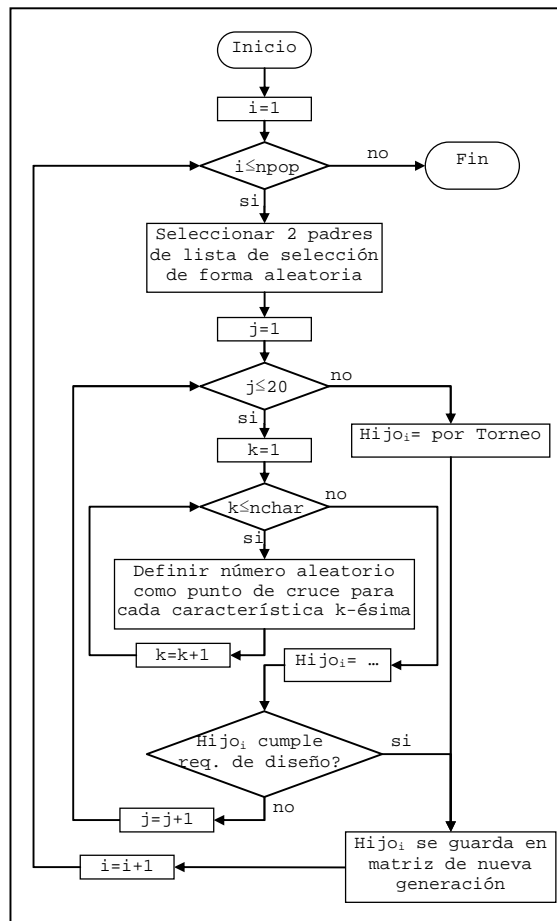 Inicio
i=1
i≤npop
no
Fin
si
Seleccionar 2 padres
de lista de selección
de forma aleatoria
j=1
j≤20
no
si
Hijoᵢ= por Torneo
k=1
k≤nchar
no
si
Definir número aleatorio
como punto de cruce para
cada característica k-ésima
k=k+1
Hijoᵢ= …
Hijoᵢ cumple
req. de diseño?
si
no
j=j+1
Hijoᵢ se guarda en
matriz de nueva
generación
i=i+1